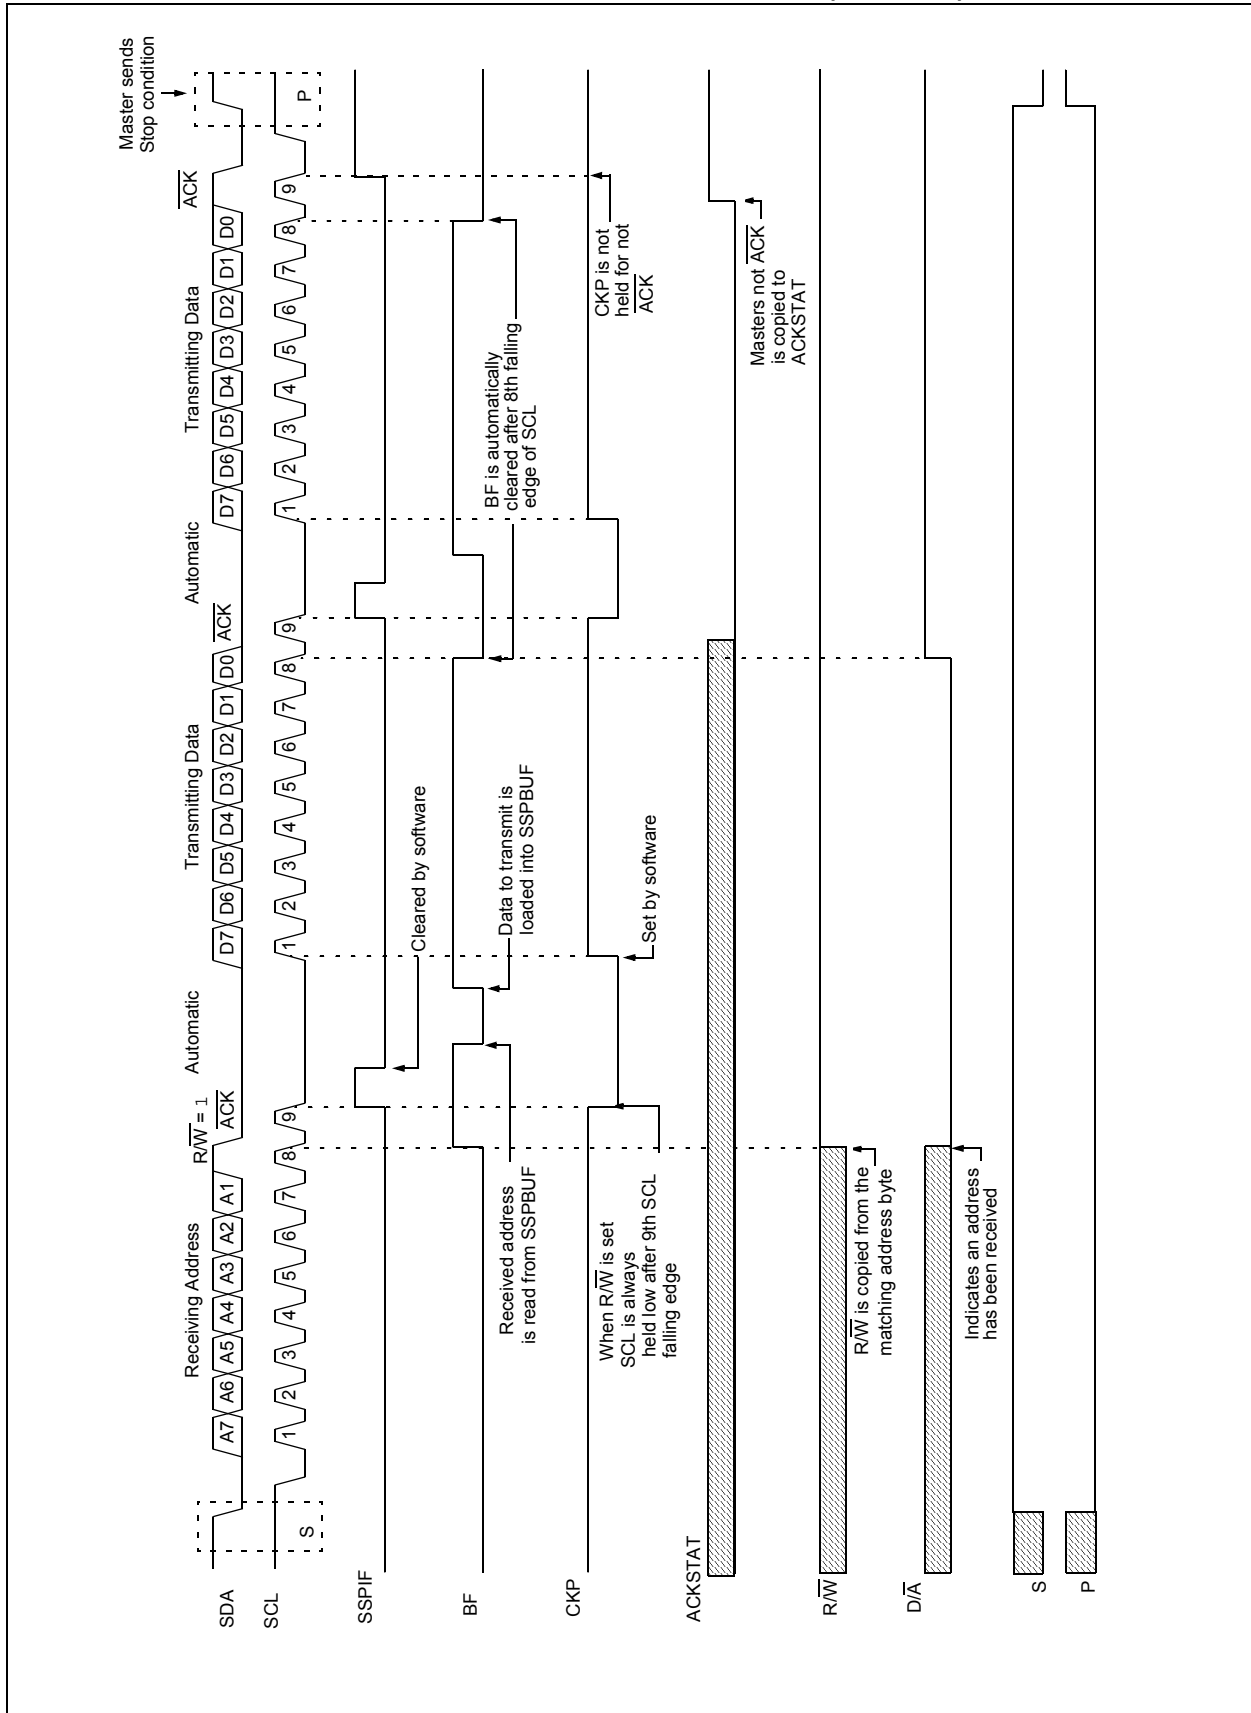 Master sends
Stop condition
Receiving Address
R/W = 1
ACK
Automatic
Transmitting Data
ACK
Automatic
Transmitting Data
ACK
SDA
A7 A6 A5 A4 A3 A2 A1
D7 D6 D5 D4 D3 D2 D1 D0
D7 D6 D5 D4 D3 D2 D1 D0
SCL
S
1 2 3 4 5 6 7 8 9
1 2 3 4 5 6 7 8 9
1 2 3 4 5 6 7 8 9
P
SSPIF
Cleared by software
BF
Received address
is read from SSPBUF
Data to transmit is
loaded into SSPBUF
BF is automatically
cleared after 8th falling
edge of SCL
CKP
When R/W is set
SCL is always
held low after 9th SCL
falling edge
Set by software
CKP is not
held for not
ACK
ACKSTAT
Masters not ACK
is copied to
ACKSTAT
R/W
R/W is copied from the
matching address byte
D/A
Indicates an address
has been received
S
P